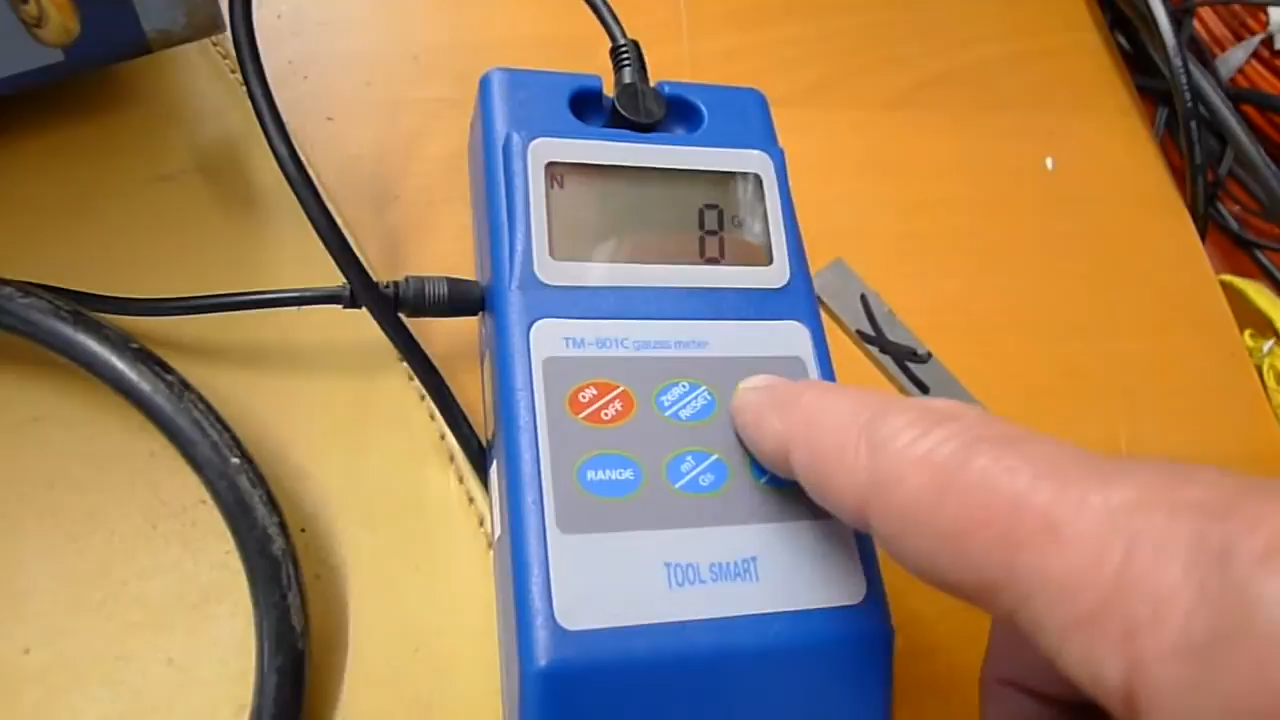 N
8 G
TM-601C gauss meter
ON
OFF
ZERO
RESET
RANGE
mT
GS
TOOL SMART
X